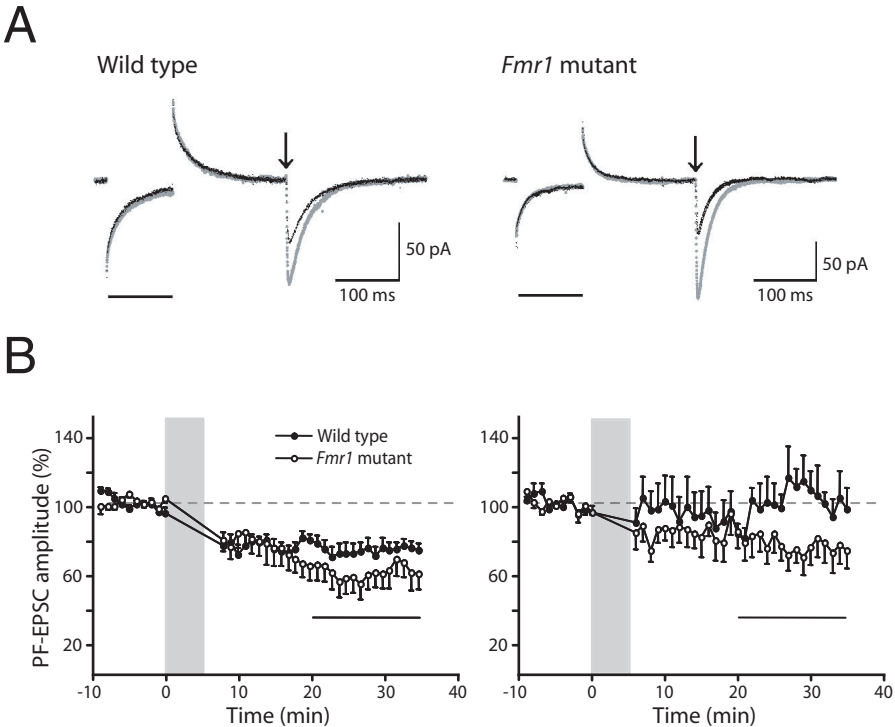 A
Wild type
Fmr1 mutant
50 pA
100 ms
50 pA
100 ms
B
PF-EPSC amplitude (%)
140
100
60
20
Wild type
Fmr1 mutant
-10 0 10 20 30 40
Time (min)
140
100
60
20
-10 0 10 20 30 40
Time (min)